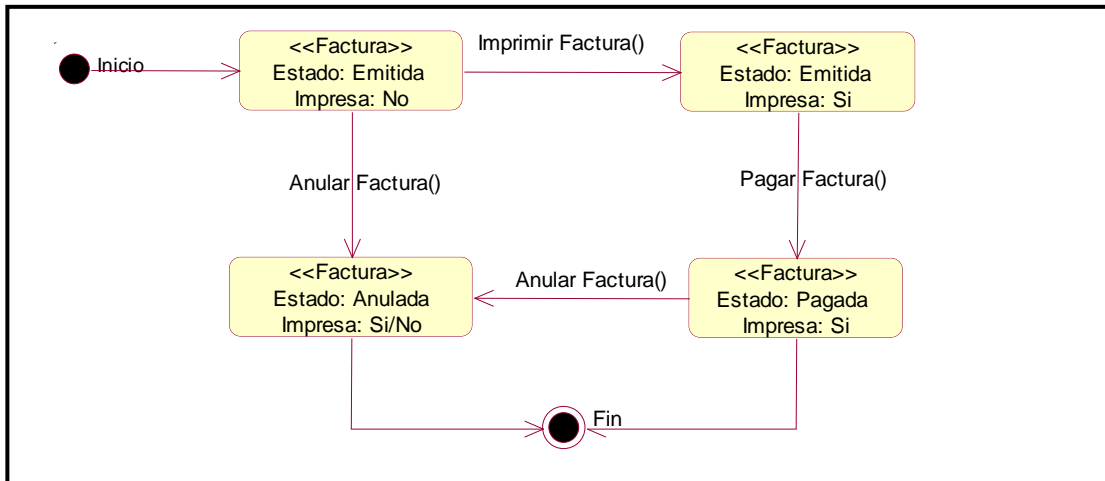 Inicio
<<Factura>>
Estado: Emitida
Impresa: No
Imprimir Factura()
<<Factura>>
Estado: Emitida
Impresa: Si
Anular Factura()
Pagar Factura()
<<Factura>>
Estado: Anulada
Impresa: Si/No
Anular Factura()
<<Factura>>
Estado: Pagada
Impresa: Si
Fin